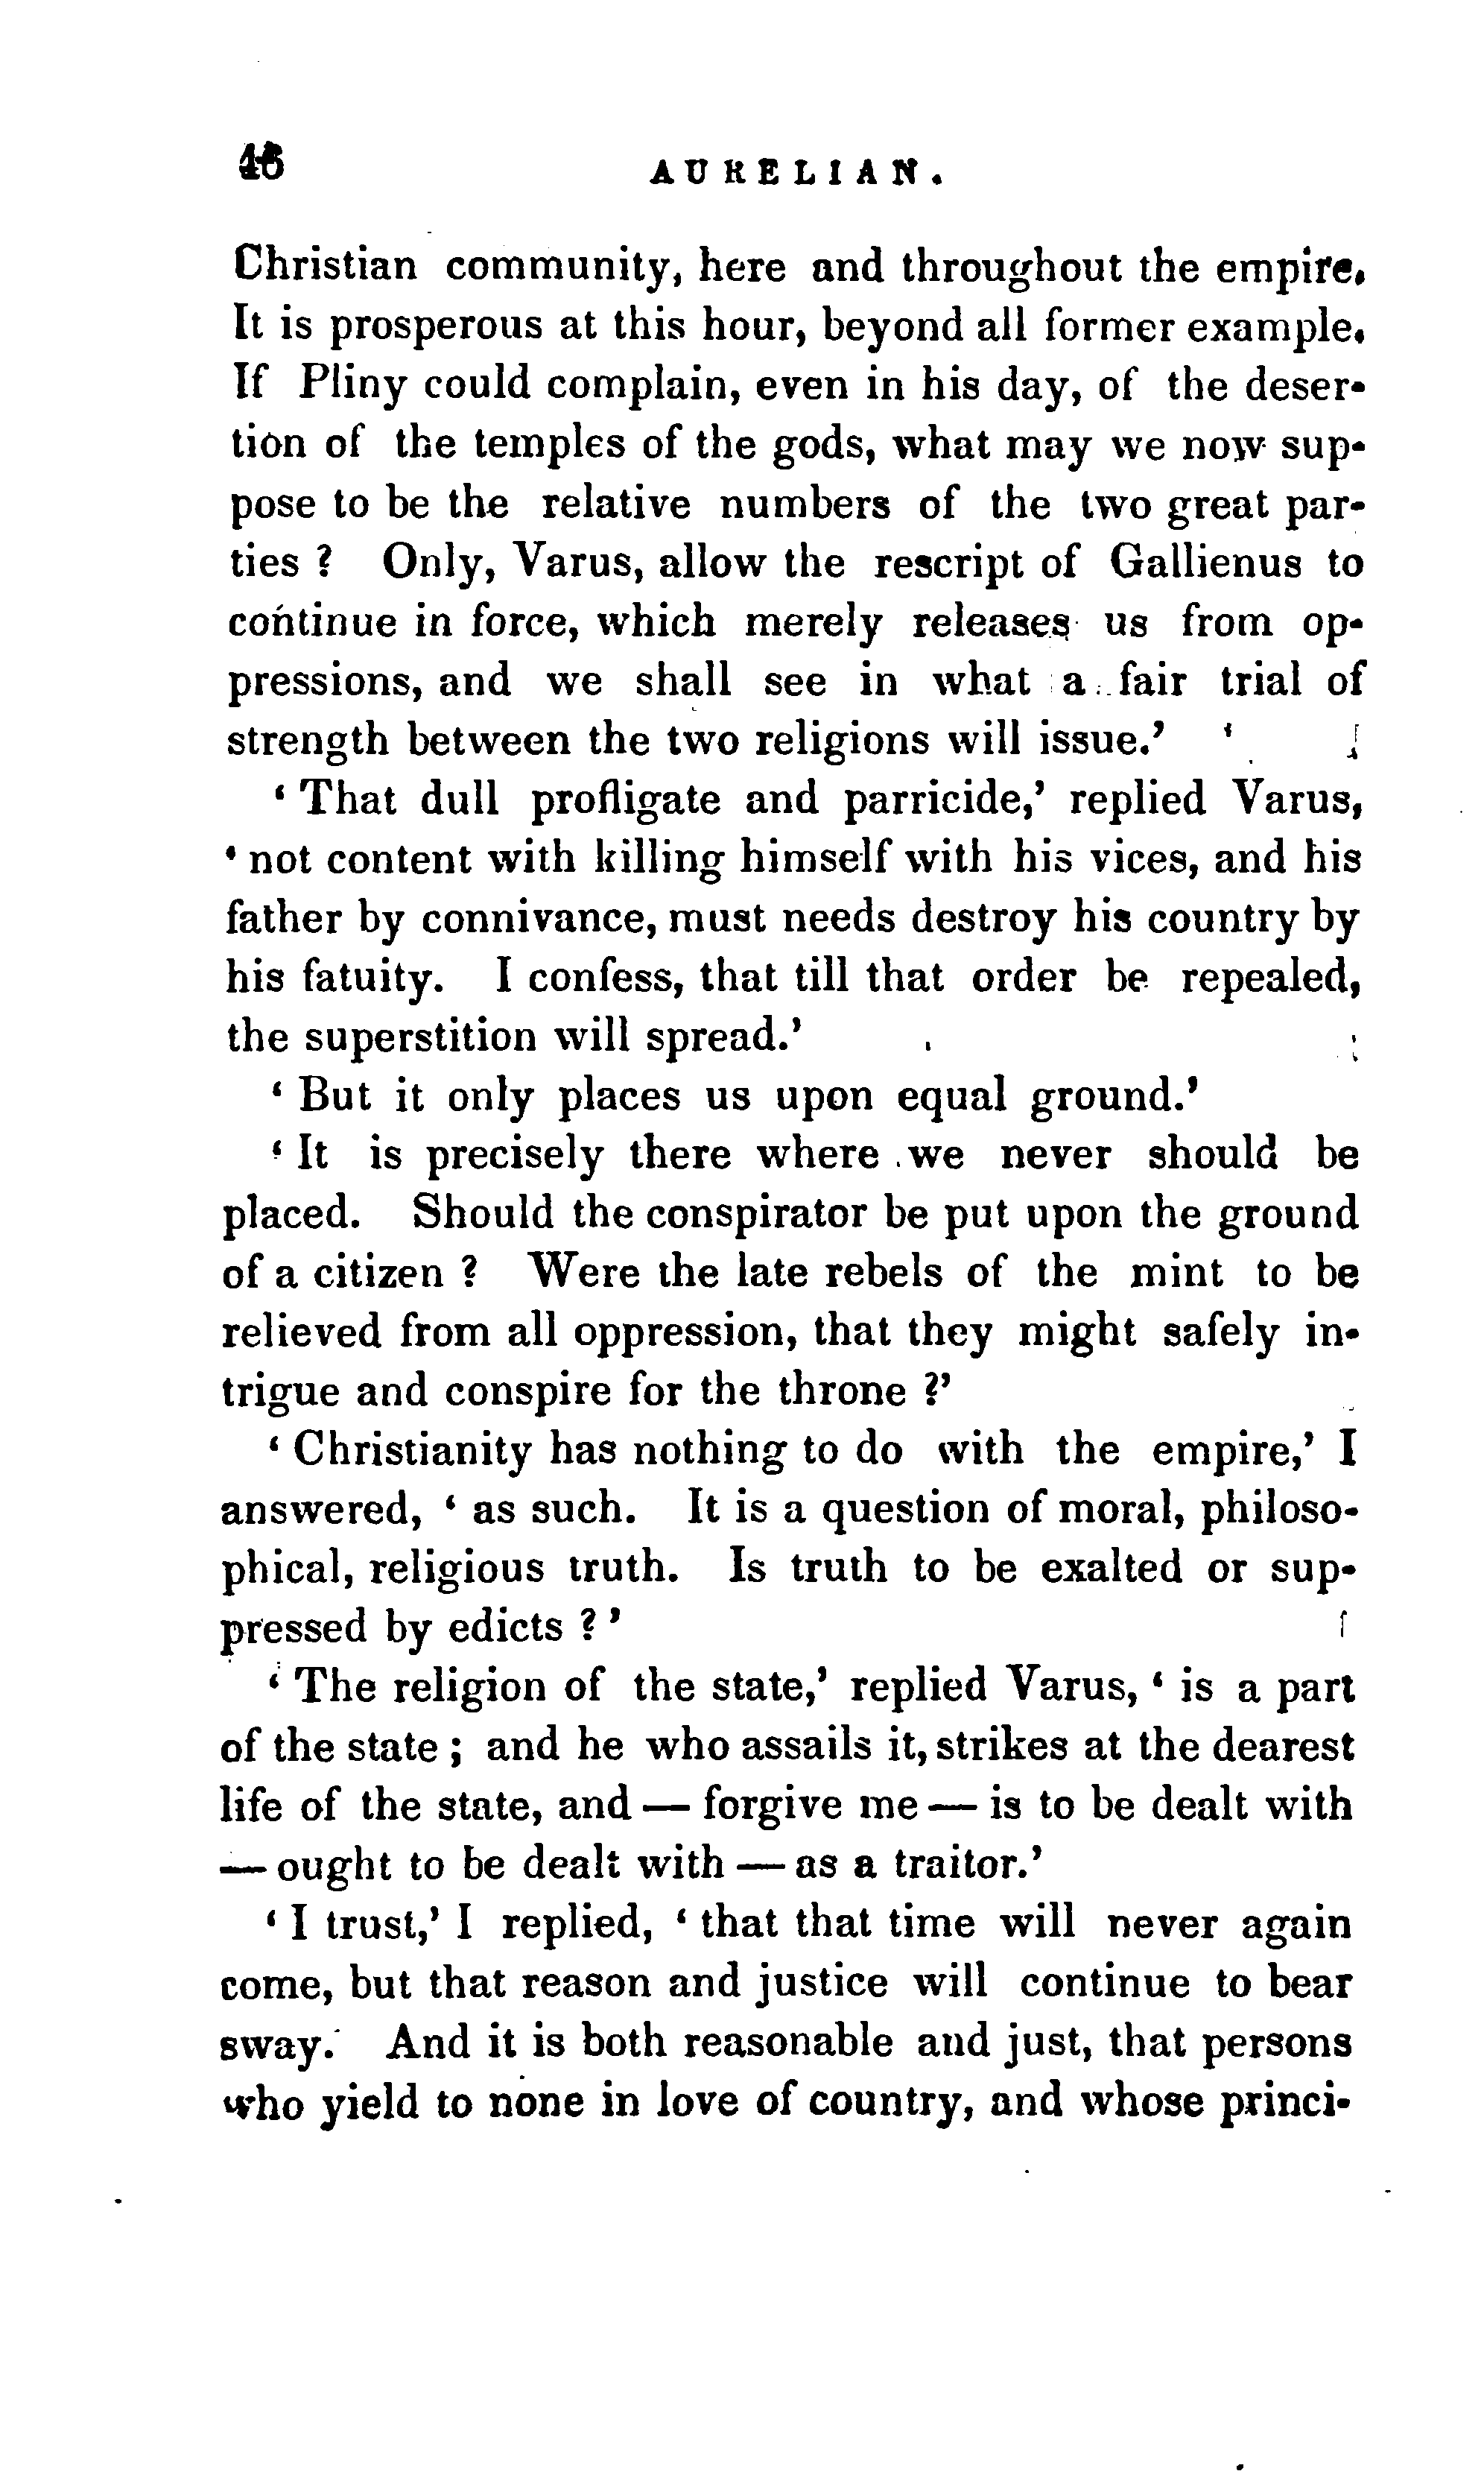 46 AURELIAN.
Christian community, here and throughout the empire.
It is prosperous at this hour, beyond all former example.
If Pliny could complain, even in his day, of the deser-
tion of the temples of the gods, what may we now sup-
pose to be the relative numbers of the two great par-
ties ? Only, Varus, allow the rescript of Gallienus to
continue in force, which merely releases us from op-
pressions, and we shall see in what a fair trial of
strength between the two religions will issue.’
‘ That dull profligate and parricide,’ replied Varus,
‘ not content with killing himself with his vices, and his
father by connivance, must needs destroy his country by
his fatuity. I confess, that till that order be repealed,
the superstition will spread.’
‘ But it only places us upon equal ground.’
‘ It is precisely there where we never should be
placed. Should the conspirator be put upon the ground
of a citizen ? Were the late rebels of the mint to be
relieved from all oppression, that they might safely in-
trigue and conspire for the throne ?’
‘ Christianity has nothing to do with the empire,’ I
answered, ‘ as such. It is a question of moral, philoso-
phical, religious truth. Is truth to be exalted or sup-
pressed by edicts ? ’
‘ The religion of the state,’ replied Varus, ‘ is a part
of the state ; and he who assails it, strikes at the dearest
life of the state, and — forgive me — is to be dealt with
— ought to be dealt with — as a traitor.’
‘ I trust,’ I replied, ‘ that that time will never again
come, but that reason and justice will continue to bear
sway. And it is both reasonable and just, that persons
who yield to none in love of country, and whose princi-